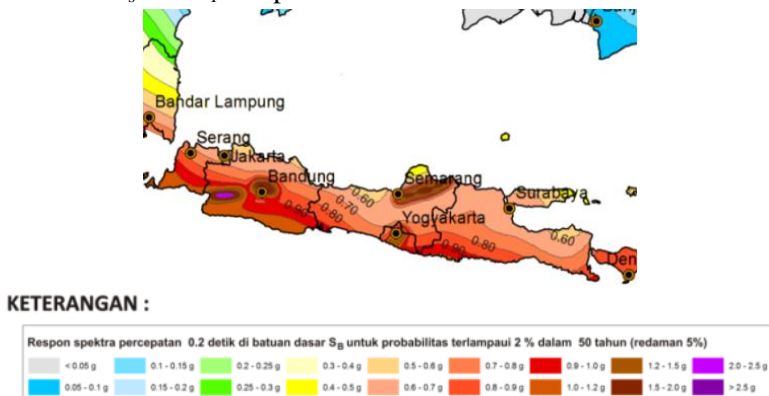 Banj
Bandar Lampung
Serang
Jakarta
Bandung
Semarang
Surabaya
Yogyakarta
Den
0.60
0.70
0.80
0.90
0.90
0.80
0.60
KETERANGAN :
Respon spektra percepatan 0.2 detik di batuan dasar SB untuk probabilitas terlampaui 2 % dalam 50 tahun (redaman 5%)
< 0.05 g 0.1 - 0.15 g 0.2 - 0.25 g 0.3 - 0.4 g 0.5 - 0.6 g 0.7 - 0.8 g 0.9 - 1.0 g 1.2 - 1.5 g 2.0 - 2.5 g
0.05 - 0.1 g 0.15 - 0.2 g 0.25 - 0.3 g 0.4 - 0.5 g 0.6 - 0.7 g 0.8 - 0.9 g 1.0 - 1.2 g 1.5 - 2.0 g > 2.5 g